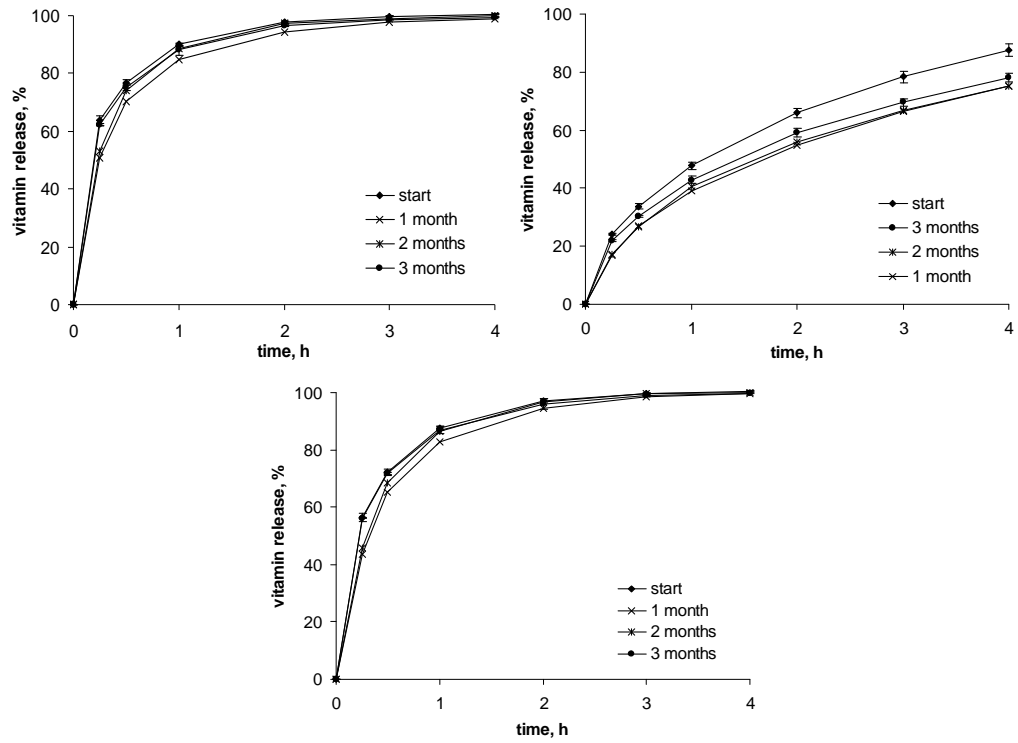 100
80
60
40
20
0
vitamin release, %
start
1 month
2 months
3 months
0 1 2 3 4
time, h
100
80
60
40
20
0
vitamin release, %
start
3 months
2 months
1 month
0 1 2 3 4
time, h
100
80
60
40
20
0
vitamin release, %
start
1 month
2 months
3 months
0 1 2 3 4
time, h